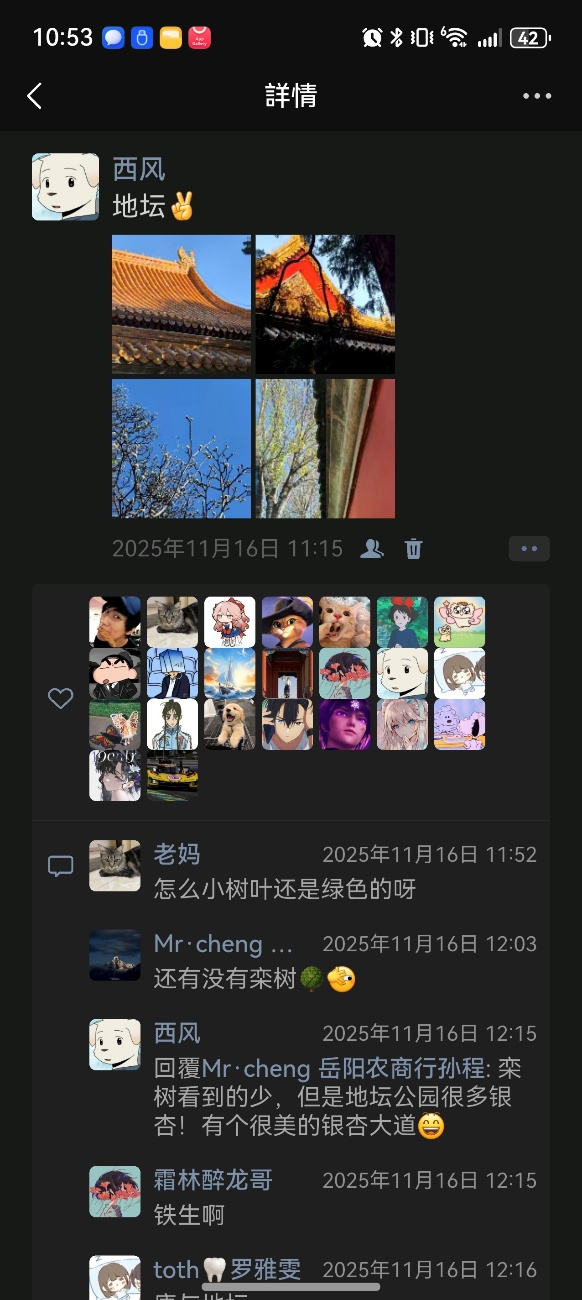 10:53
42
詳情
西风
地坛✌️
2025年11月16日 11:15
老妈 2025年11月16日 11:52
怎么小树叶还是绿色的呀
Mr·cheng ... 2025年11月16日 12:03
还有没有栾树🌳🫣
西风 2025年11月16日 12:15
回覆Mr·cheng 岳阳农商行孙程: 栾
树看到的少，但是地坛公园很多银
杏！有个很美的银杏大道😄
霜林醉龙哥 2025年11月16日 12:15
铁生啊
toth🦷罗雅雯 2025年11月16日 12:16